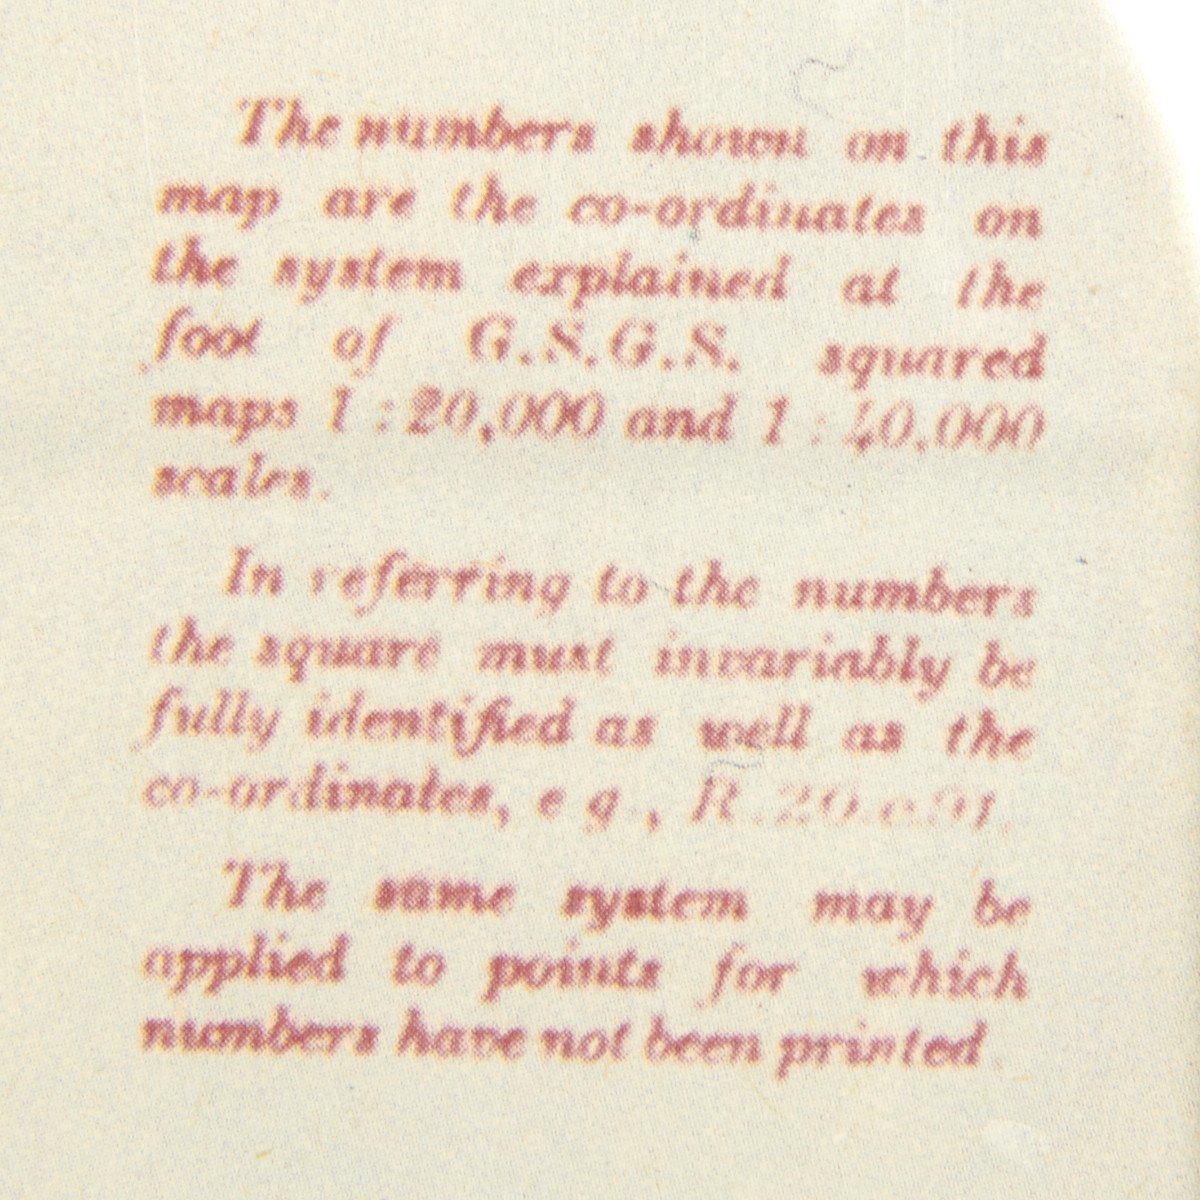 The numbers shown on this
map are the co-ordinates on
the system explained at the
foot of G.S.G.S. squared
maps 1 : 20,000 and 1 : 40,000
scales.
In referring to the numbers
the square must invariably be
fully identified as well as the
co-ordinates, e g., R.20.c.91.
The same system may be
applied to points for which
numbers have not been printed.